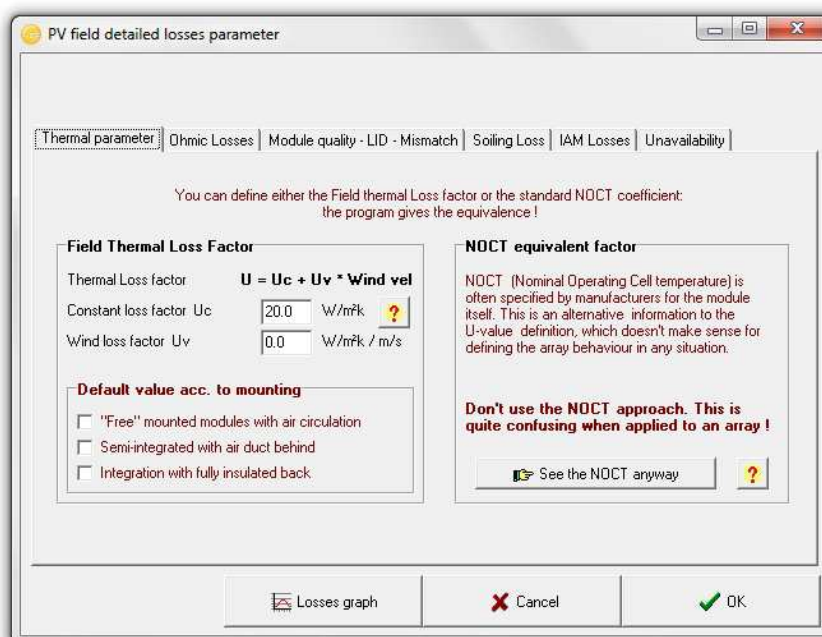 PV field detailed losses parameter
Thermal parameter
Ohmic Losses
Module quality - LID - Mismatch
Soiling Loss
IAM Losses
Unavailability
You can define either the Field thermal Loss factor or the standard NOCT coefficient:
the program gives the equivalence !
Field Thermal Loss Factor
Thermal Loss factor U = Uc + Uv * Wind vel
Constant loss factor Uc 20.0 W/m²k ?
Wind loss factor Uv 0.0 W/m²k / m/s
Default value acc. to mounting
"Free" mounted modules with air circulation
Semi-integrated with air duct behind
Integration with fully insulated back
NOCT equivalent factor
NOCT (Nominal Operating Cell temperature) is
often specified by manufacturers for the module
itself. This is an alternative information to the
U-value definition, which doesn't make sense for
defining the array behaviour in any situation.
Don't use the NOCT approach. This is
quite confusing when applied to an array !
See the NOCT anyway ?
Losses graph
Cancel
OK